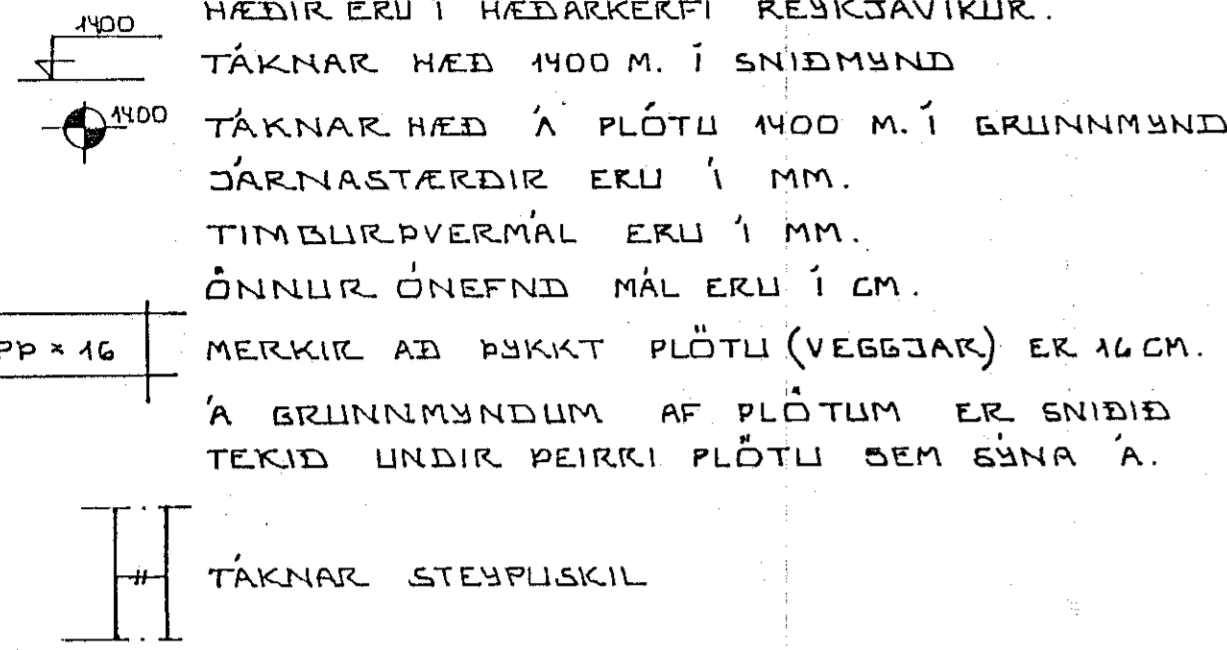 HÆÐIR ERU Í HÆÐARKERFI REYKJAVÍKUR.
1400
TÁKNAR HÆÐ 1400 M. Í SNIÐMYND
1400
TÁKNAR HÆÐ Á PLÖTU 1400 M. Í GRUNNMYND
JÁRNASTÆRÐIR ERU Í MM.
TIMBURÞVERMÁL ERU Í MM.
ÖNNUR ÓNEFND MÁL ERU Í CM.
PÞ × 16
MERKIR AÐ ÞYKKT PLÖTU (VEGGJAR) ER 16 CM.
Á GRUNNMYNDUM AF PLÖTUM ER SNIÐIÐ
TEKIÐ UNDIR ÞEIRRI PLÖTU SEM SÝNA Á.
TÁKNAR STEYPUSKIL